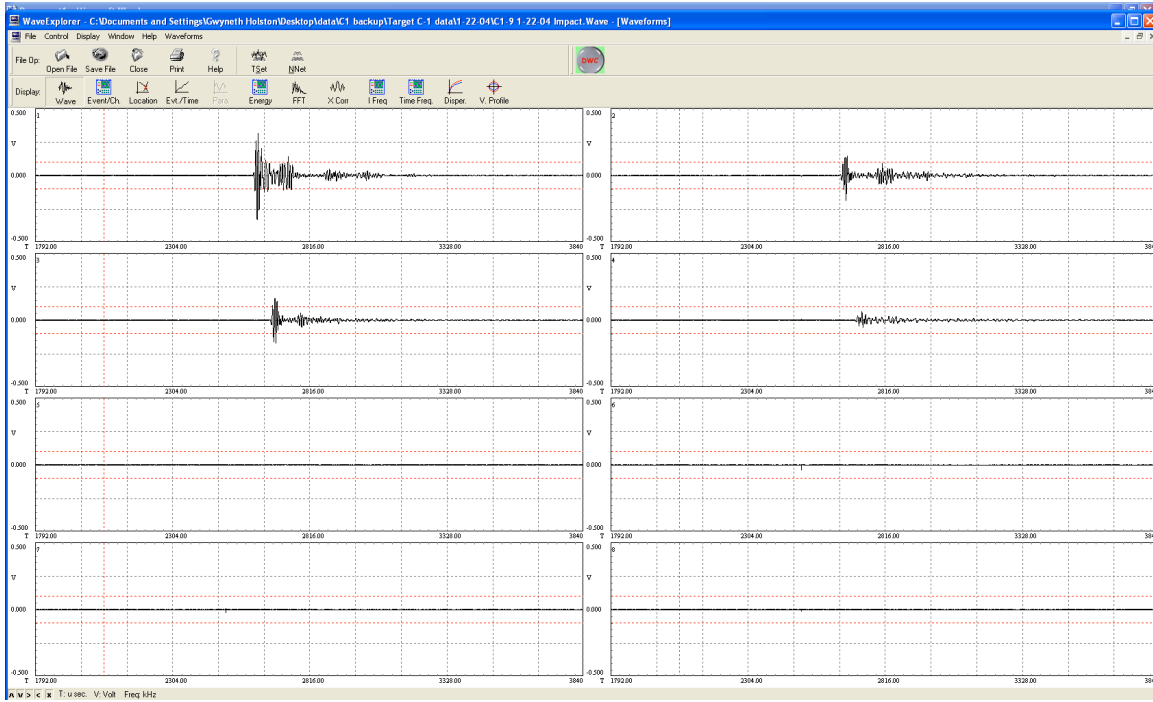 WaveExplorer - C:\Documents and Settings\Gwyneth Holston\Desktop\data\C1 backup\Target C-1 data\1-22-04\C1-9 1-22-04 Impact.Wave - [Waveforms]
File Control Display Window Help Waveforms
File Op: Open File Save File Close Print Help TSet NNet DWC
Display: Wave Event/Ch. Location Evt./Time Para. Energy FFT X Corr I Freq Time Freq. Disper. V. Profile
0.500 1 0.500 2
V V
0.000 0.000
-0.500 -0.500
T 1792.00 2304.00 2816.00 3328.00 3840 T 1792.00 2304.00 2816.00 3328.00 384
0.500 3 0.500 4
V V
0.000 0.000
-0.500 -0.500
T 1792.00 2304.00 2816.00 3328.00 3840 T 1792.00 2304.00 2816.00 3328.00 384
0.500 5 0.500 6
V V
0.000 0.000
-0.500 -0.500
T 1792.00 2304.00 2816.00 3328.00 3840 T 1792.00 2304.00 2816.00 3328.00 384
0.500 7 0.500 8
V V
0.000 0.000
-0.500 -0.500
T 1792.00 2304.00 2816.00 3328.00 3840 T 1792.00 2304.00 2816.00 3328.00 384
T: u sec. V: Volt Freq: kHz